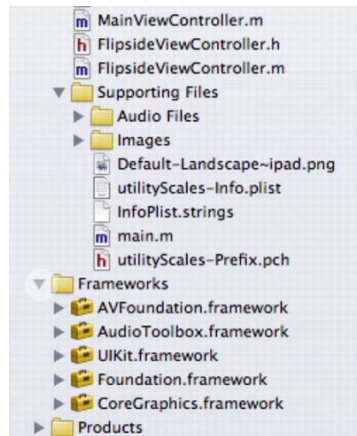 MainViewController.m
FlipsideViewController.h
FlipsideViewController.m
Supporting Files
Audio Files
Images
Default-Landscape~ipad.png
utilityScales-Info.plist
InfoPlist.strings
main.m
utilityScales-Prefix.pch
Frameworks
AVFoundation.framework
AudioToolbox.framework
UIKit.framework
Foundation.framework
CoreGraphics.framework
Products